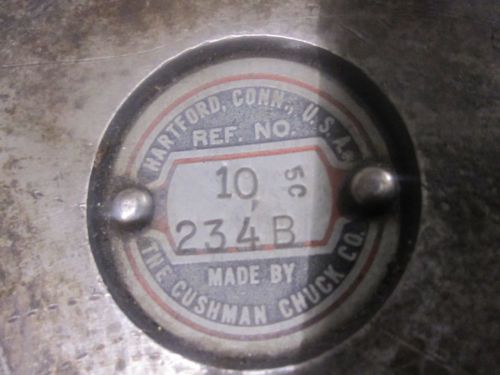 HARTFORD, CONN., U.S.A.
REF. NO.
10 5C
234B
MADE BY
THE CUSHMAN CHUCK CO.